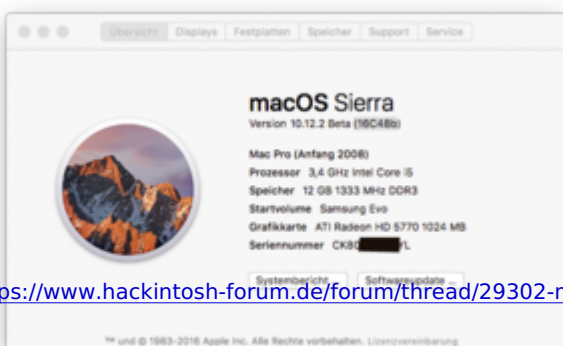 Übersicht Displays Festplatten Speicher Support Service
macOS Sierra
Version 10.12.2 Beta (16C48b)
Mac Pro (Anfang 2008)
Prozessor 3,4 GHz Intel Core i5
Speicher 12 GB 1333 MHz DDR3
Startvolume Samsung Evo
Grafikkarte ATI Radeon HD 5770 1024 MB
Seriennummer CK80 YL
Systembericht ... Softwareupdate ...
ps://www.hackintosh-forum.de/forum/thread/29302-
™ und © 1983-2016 Apple Inc. Alle Rechte vorbehalten. Lizenzvereinbarung